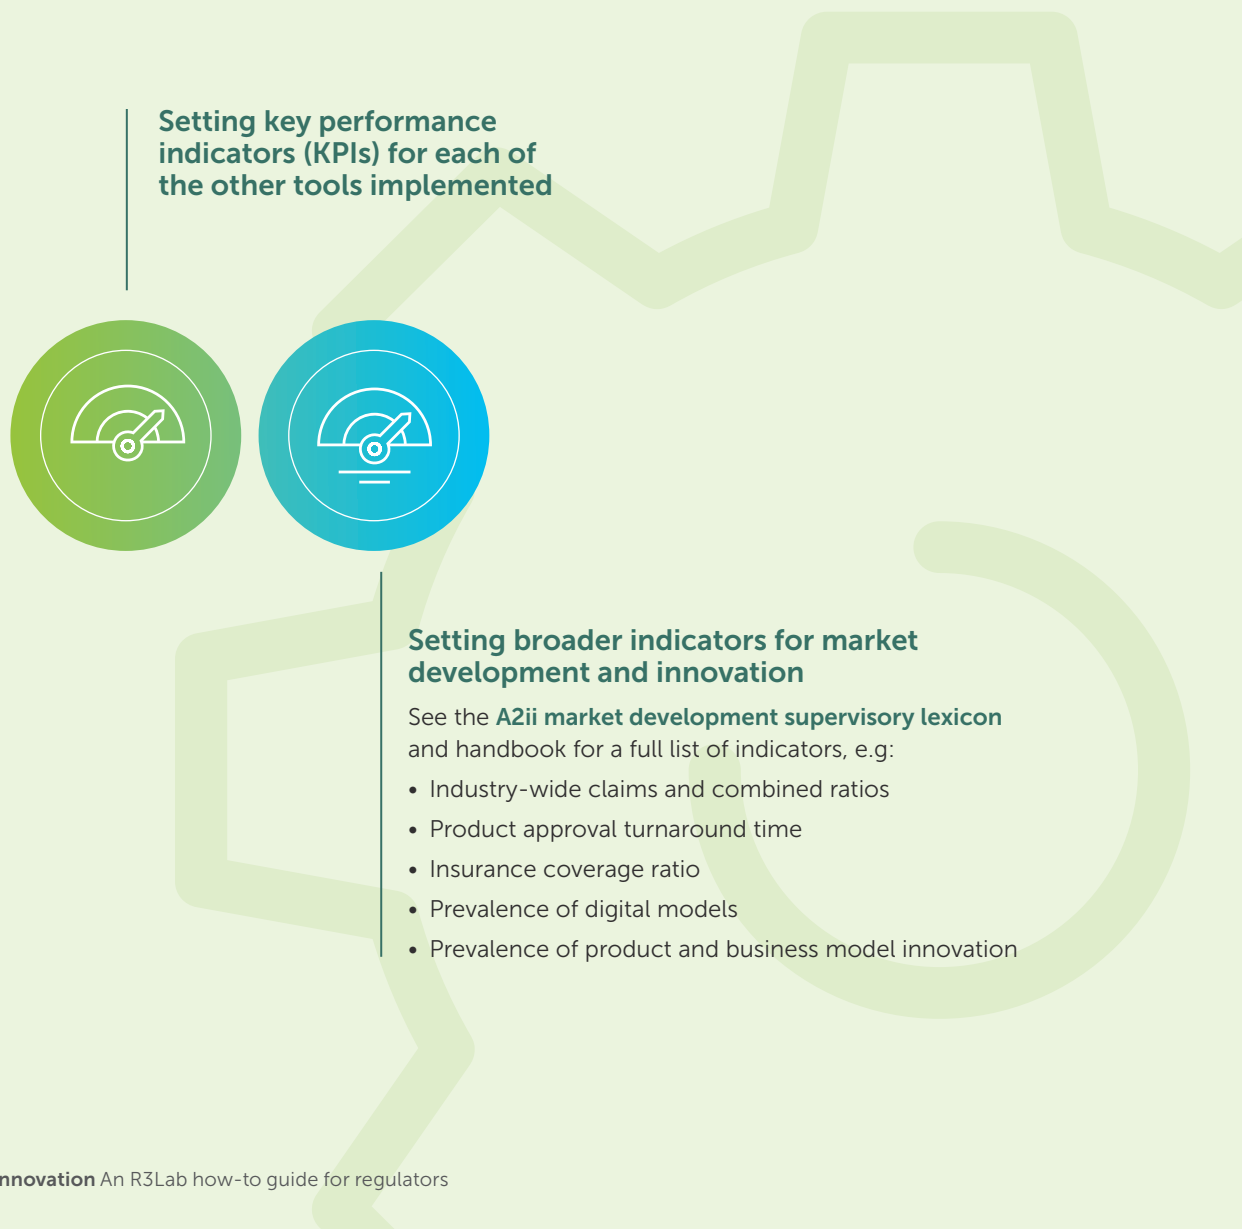 Setting key performance
indicators (KPIs) for each of
the other tools implemented
Setting broader indicators for market
development and innovation
See the A2ii market development supervisory lexicon
and handbook for a full list of indicators, e.g:
• Industry-wide claims and combined ratios
• Product approval turnaround time
• Insurance coverage ratio
• Prevalence of digital models
• Prevalence of product and business model innovation
nnovation An R3Lab how-to guide for regulators